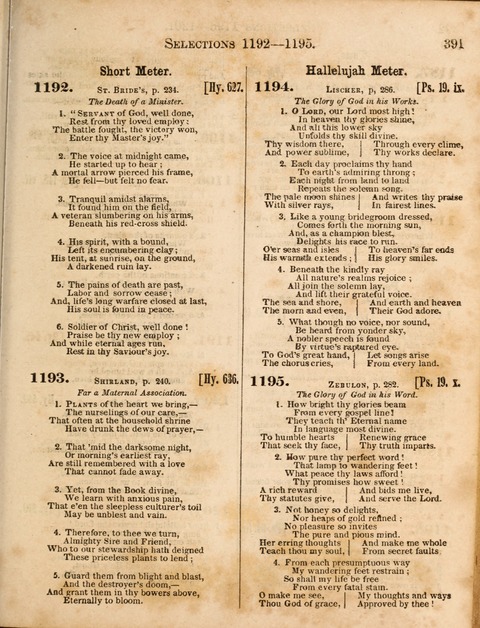 Selections 1192—1195. 391
Short Meter.
1192. St. Bride's, p. 234. [Hy. 627.
The Death of a Minister.
1. "Servant of God, well done,
Rest from thy loved employ:
The battle fought, the victory won,
Enter thy Master's joy."
2. The voice at midnight came,
He started up to hear;
A mortal arrow pierced his frame,
He fell—but felt no fear.
3. Tranquil amidst alarms,
It found him on the field,
A veteran slumbering on his arms,
Beneath his red-cross shield.
4. His spirit, with a bound,
Left its encumbering clay;
His tent, at sunrise, on the ground,
A darkened ruin lay.
5. The pains of death are past,
Labor and sorrow cease;
And, life's long warfare closed at last,
His soul is found in peace.
6. Soldier of Christ, well done!
Praise be thy new employ;
And while eternal ages run,
Rest in thy Saviour's joy.
1193. Shirland, p. 240. [Hy. 636.
Far a Maternal Association.
1. Plants of the heart we bring,—
The nurselings of our care,—
That often at the household shrine
Have drunk the dews of prayer,—
2. That 'mid the darksome night,
Or morning's earliest ray,
Are still remembered with a love
That cannot fade away.
3. Yet, from the Book divine,
We learn with anxious pain,
That e'en the sleepless culturer's toil
May be unblest and vain.
4. Therefore, to thee we turn,
Almighty Sire and Friend,
Who to our stewardship hath deigned
These priceless plants to lend;
5. Guard them from blight and blast,
And the destroyer's doom,—
And grant them in thy bowers above,
Eternally to bloom.
Hallelujah Meter.
1194. Lischer, p, 286. [Ps. 19, ix.
The Glory of God in his Works.
1. O Lord, our Lord most high!
In heaven thy glories shine,
And all this lower sky
Unfolds thy skill divine.
Thy wisdom there, | Through every clime,
And power sublime, | Thy works declare.
2. Each day proclaims thy hand
To earth's admiring throng;
Each night from land to land
Repeats the solemn song.
The pale moon shines | And writes thy praise
With silver rays, | In fairest lines.
3. Like a young bridegroom dressed,
Comes forth the morning sun,
And, as a champion blest,
Delights his race to run.
O'er seas and isles | To heaven's far ends
His warmth extends; | His glory smiles.
4. Beneath the kindly ray
All nature's realms rejoice;
All join the solemn lay,
And lift their grateful voice.
The sea and shore, | And earth and heaven
The morn and even, | Their God adore.
5. What though no voice, nor sound,
Be heard from yonder sky,
A nobler speech is found
By virtue's raptured eye.
To God's great hand, | Let songs arise
The chorus cries, | From every land.
1195. Zebulon, p. 282. [Ps. 19. x.
The Glory of God in his Word.
1. How bright thy glories beam
From every gospel line!
They teach th' Eternal name
In language most divine.
To humble hearts | Renewing grace
That seek thy face, | Thy truth imparts.
2. How pure thy perfect word!
That lamp to wandering feet!
What peace thy laws afford!
Thy promises how sweet!
A rich reward | And bids me live,
Thy statutes give, | And serve the Lord.
3. Not honey so delights,
Nor heaps of gold refined;
No pleasure so invites
The pure and pious mind.
Her erring thoughts | And make me whole
Teach thou my soul, | From secret faults
4. From each presumptuous way
My wandering feet restrain;
So shall my life be free
From every fatal stain.
O make me see, | My thoughts and ways
Thou God of grace, | Approved by thee!